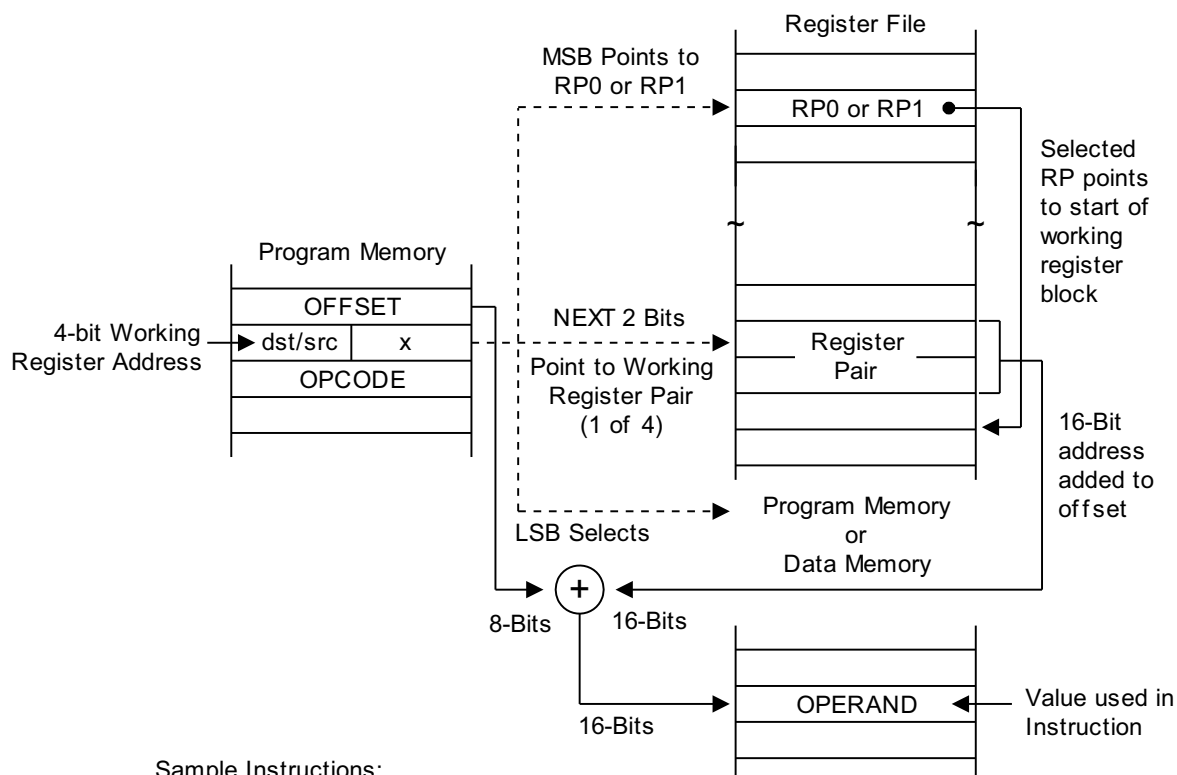 Register File
MSB Points to
RP0 or RP1
RP0 or RP1
Selected
RP points
to start of
working
register
block
Program Memory
OFFSET
4-bit Working
Register Address
dst/src
x
OPCODE
NEXT 2 Bits
Point to Working
Register Pair
(1 of 4)
Register
Pair
16-Bit
address
added to
offset
LSB Selects
Program Memory
or
Data Memory
+
8-Bits
16-Bits
16-Bits
OPERAND
Value used in
Instruction
Sample Instructions: